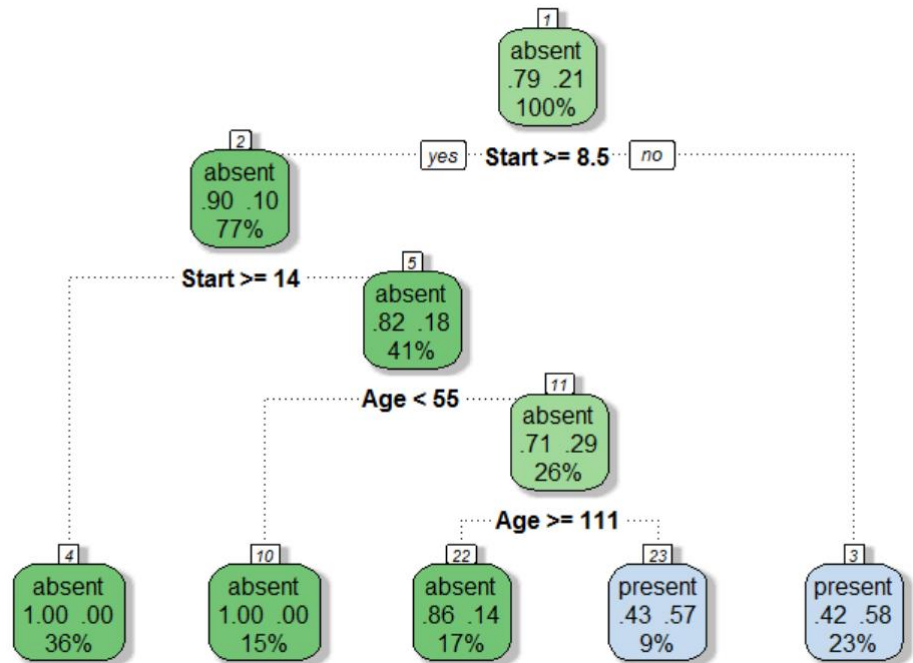 1
absent
.79 .21
100%
yes Start >= 8.5 no
2
absent
.90 .10
77%
Start >= 14
5
absent
.82 .18
41%
Age < 55
11
absent
.71 .29
26%
Age >= 111
4
absent
1.00 .00
36%
10
absent
1.00 .00
15%
22
absent
.86 .14
17%
23
present
.43 .57
9%
3
present
.42 .58
23%